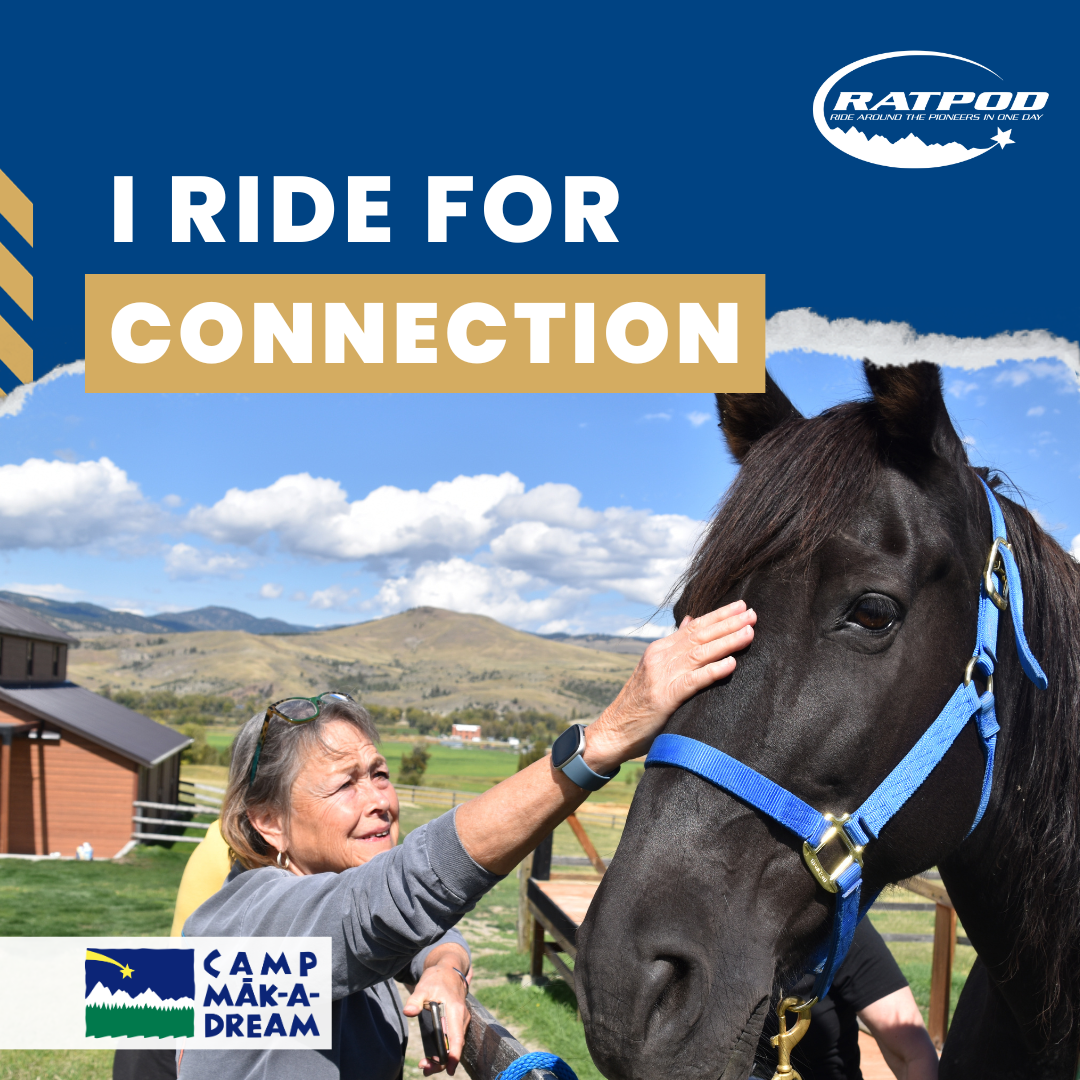 RATPOD
RIDE AROUND THE PIONEERS IN ONE DAY
I RIDE FOR
CONNECTION
CAMP
MĀK-A-
DREAM